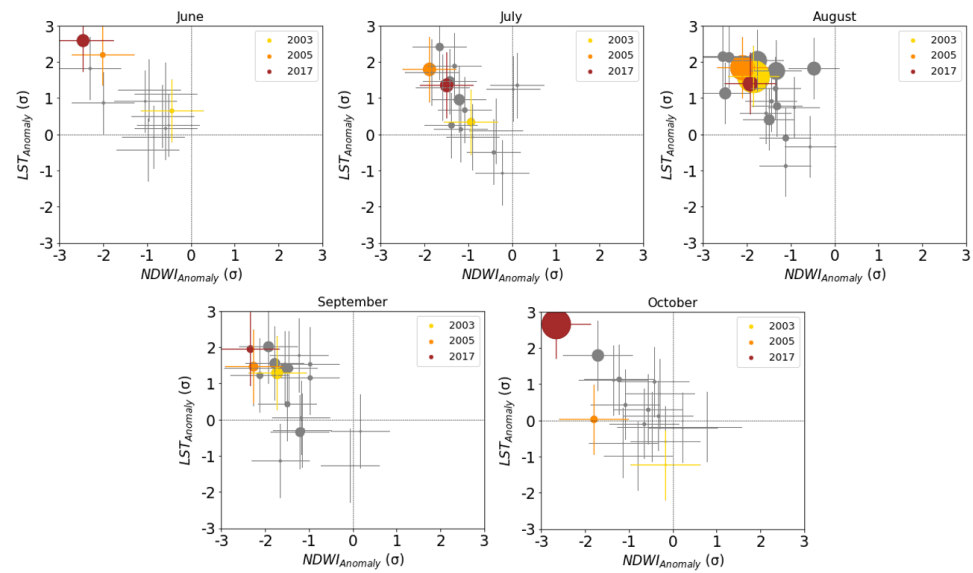 June
3
2
1
0
-1
-2
-3
-3 -2 -1 0 1 2 3
LST_Anomaly (σ)
NDWI_Anomaly (σ)
2003
2005
2017
July
3
2
1
0
-1
-2
-3
-3 -2 -1 0 1 2 3
LST_Anomaly (σ)
NDWI_Anomaly (σ)
2003
2005
2017
August
3
2
1
0
-1
-2
-3
-3 -2 -1 0 1 2 3
LST_Anomaly (σ)
NDWI_Anomaly (σ)
2003
2005
2017
September
3
2
1
0
-1
-2
-3
-3 -2 -1 0 1 2 3
LST_Anomaly (σ)
NDWI_Anomaly (σ)
2003
2005
2017
October
3
2
1
0
-1
-2
-3
-3 -2 -1 0 1 2 3
LST_Anomaly (σ)
NDWI_Anomaly (σ)
2003
2005
2017